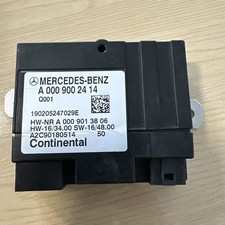 MERCEDES-BENZ
A 000 900 24 14
Q001
190205247029E
HW-NR A 000 901 38 06
HW-16/34.00 SW-16/48.00
A2C90180514 50
Continental